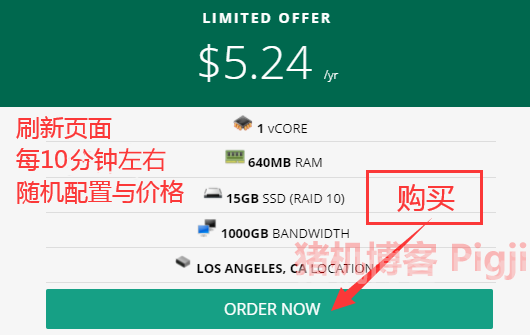 LIMITED OFFER
$5.24 /yr
刷新页面
每10分钟左右
随机配置与价格
1 vCORE
640MB RAM
15GB SSD (RAID 10)
购买
1000GB BANDWIDTH
猪机博客 Pigji
LOS ANGELES, CA LOCATION
ORDER NOW